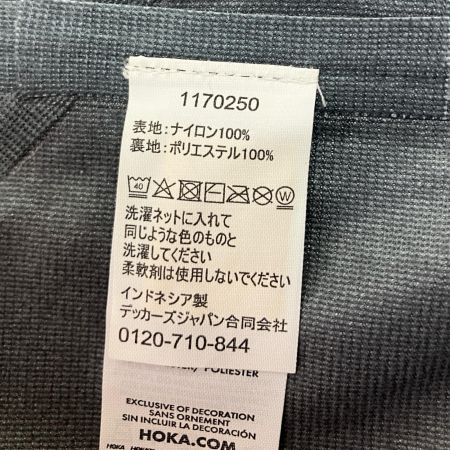 1170250
表地:ナイロン100%
裏地:ポリエステル100%
40
W
洗濯ネットに入れて
同じような色のものと
洗濯してください
柔軟剤は使用しないでください
インドネシア製
デッカーズジャパン合同会社
0120-710-844
POLIESTER
EXCLUSIVE OF DECORATION
SANS ORNEMENT
SIN INCLUIR LA DECORACIÓN
HOKA.COM
HOKA